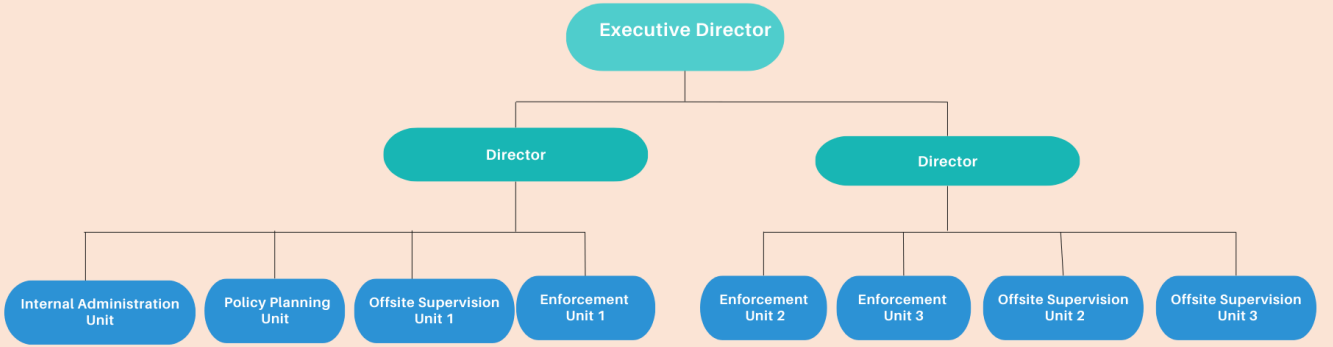 Executive Director
Director
Director
Internal Administration
Unit
Policy Planning
Unit
Offsite Supervision
Unit 1
Enforcement
Unit 1
Enforcement
Unit 2
Enforcement
Unit 3
Offsite Supervision
Unit 2
Offsite Supervision
Unit 3